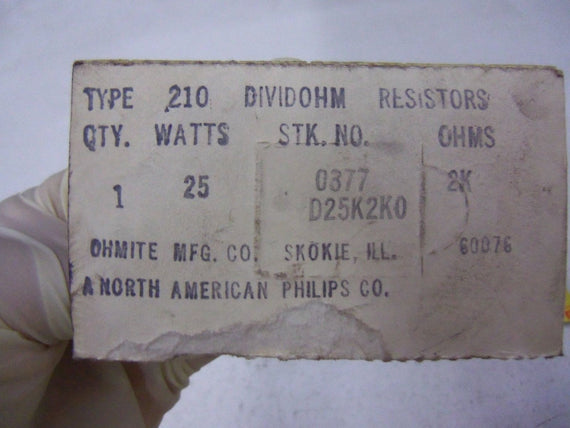 TYPE 210 DIVIDOHM RESISTORS
QTY. WATTS STK. NO. OHMS
1 25 0377 2K
D25K2K0
OHMITE MFG. CO. SKOKIE, ILL. 60076
A NORTH AMERICAN PHILIPS CO.